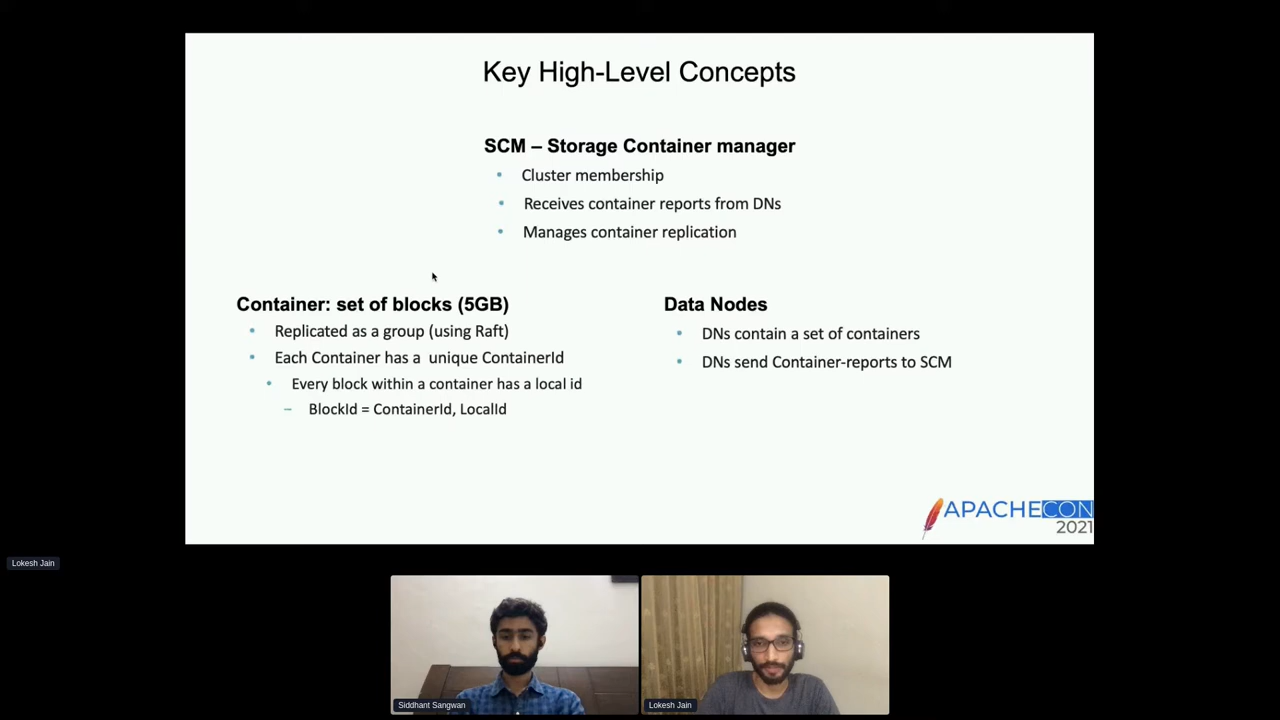 Key High-Level Concepts
SCM – Storage Container manager
• Cluster membership
• Receives container reports from DNs
• Manages container replication
Container: set of blocks (5GB)
• Replicated as a group (using Raft)
• Each Container has a unique ContainerId
• Every block within a container has a local id
– BlockId = ContainerId, LocalId
Data Nodes
• DNs contain a set of containers
• DNs send Container-reports to SCM
APACHECON
2021
Lokesh Jain
Siddhant Sangwan
Lokesh Jain